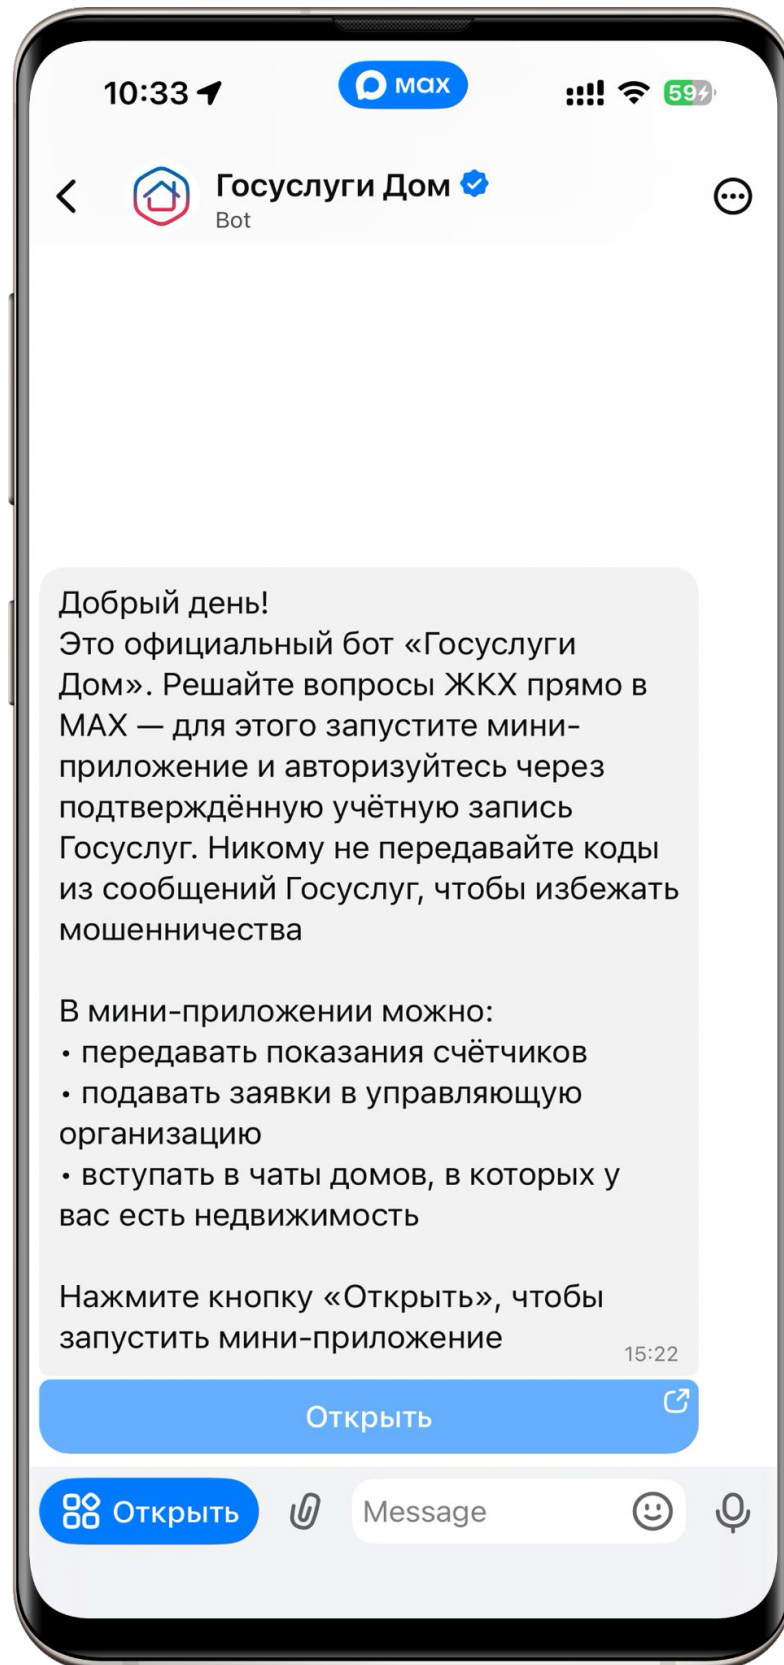 10:33
мах
59
Госуслуги Дом
Bot
Добрый день!
Это официальный бот «Госуслуги
Дом». Решайте вопросы ЖКХ прямо в
МАХ — для этого запустите мини-
приложение и авторизуйтесь через
подтверждённую учётную запись
Госуслуг. Никому не передавайте коды
из сообщений Госуслуг, чтобы избежать
мошенничества
В мини-приложении можно:
• передавать показания счётчиков
• подавать заявки в управляющую
организацию
• вступать в чаты домов, в которых у
вас есть недвижимость
Нажмите кнопку «Открыть», чтобы
запустить мини-приложение
15:22
Открыть
Открыть
Message